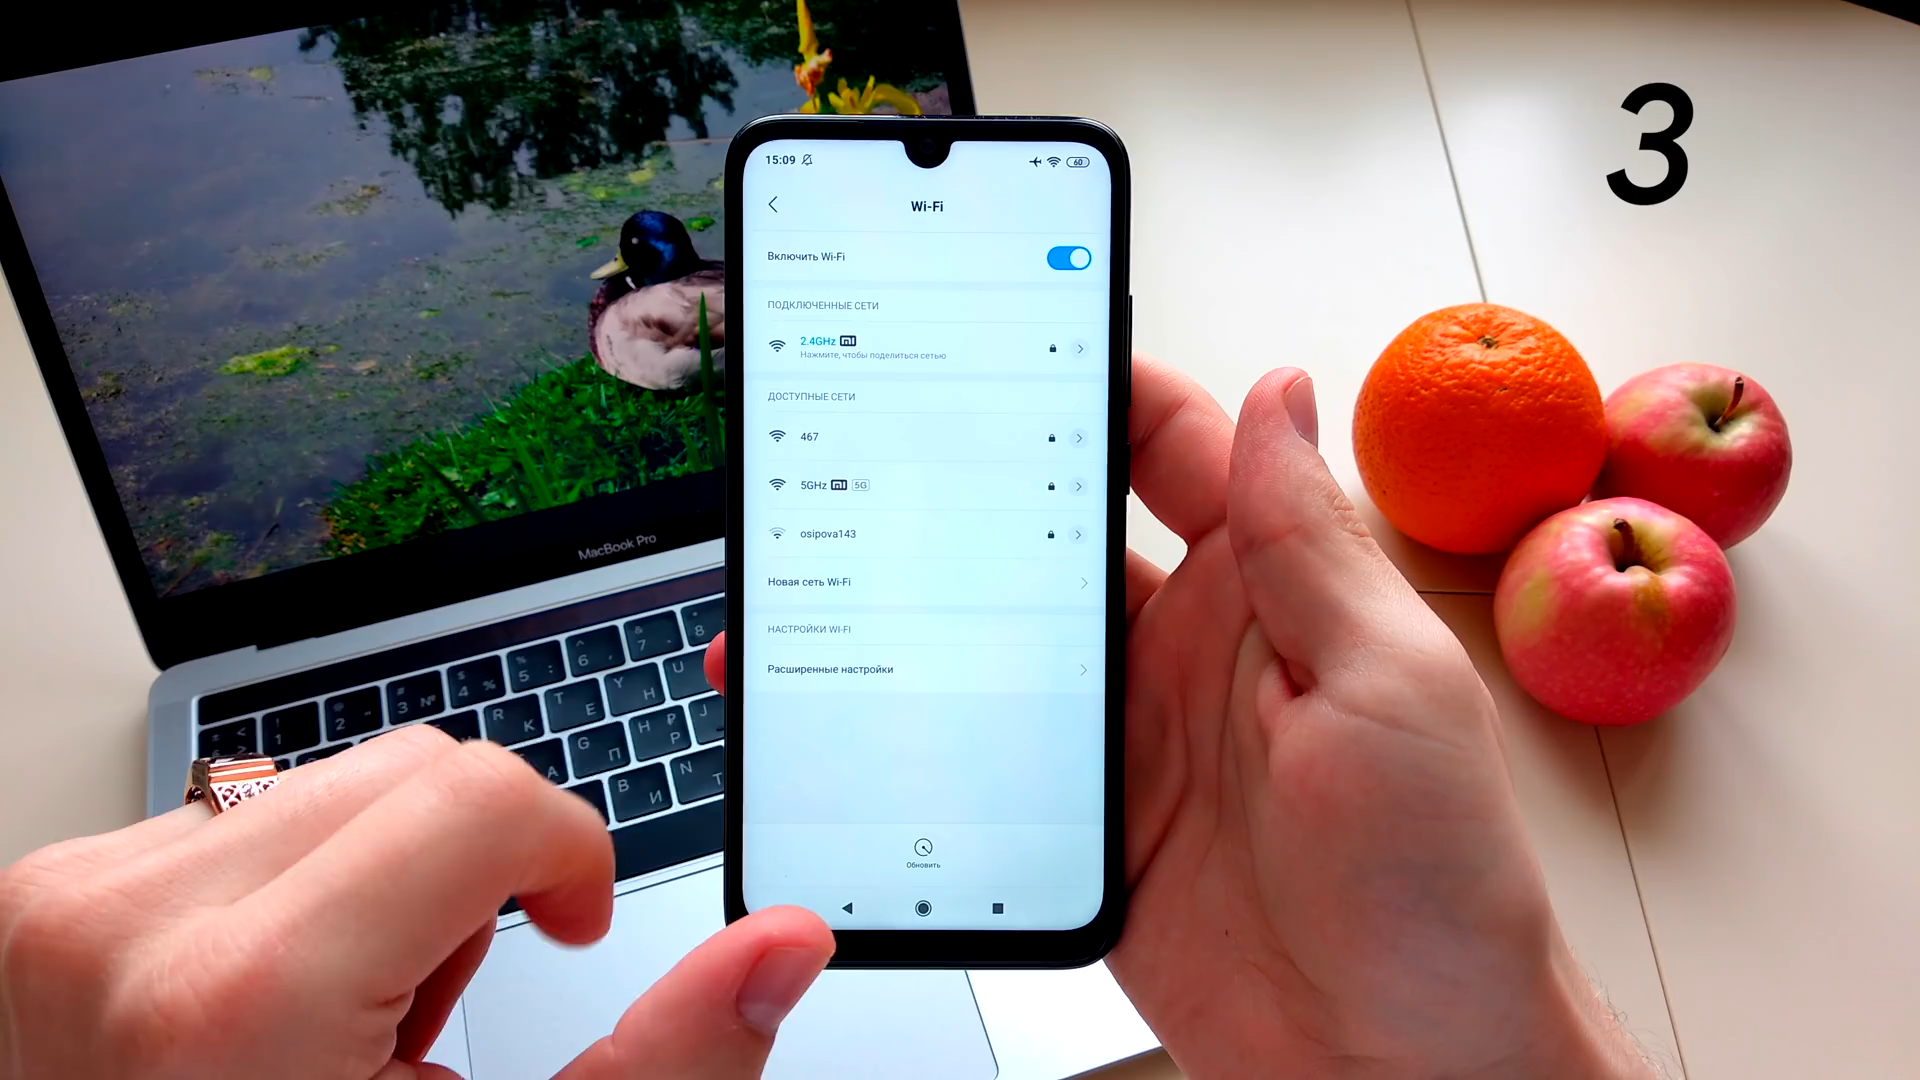 3
15:09
60
Wi-Fi
Включить Wi-Fi
ПОДКЛЮЧЕННЫЕ СЕТИ
2.4GHz
Нажмите, чтобы поделиться сетью
ДОСТУПНЫЕ СЕТИ
467
5GHz 5G
osipova143
Новая сеть Wi-Fi
НАСТРОЙКИ WI-FI
Расширенные настройки
Обновить
MacBook Pro